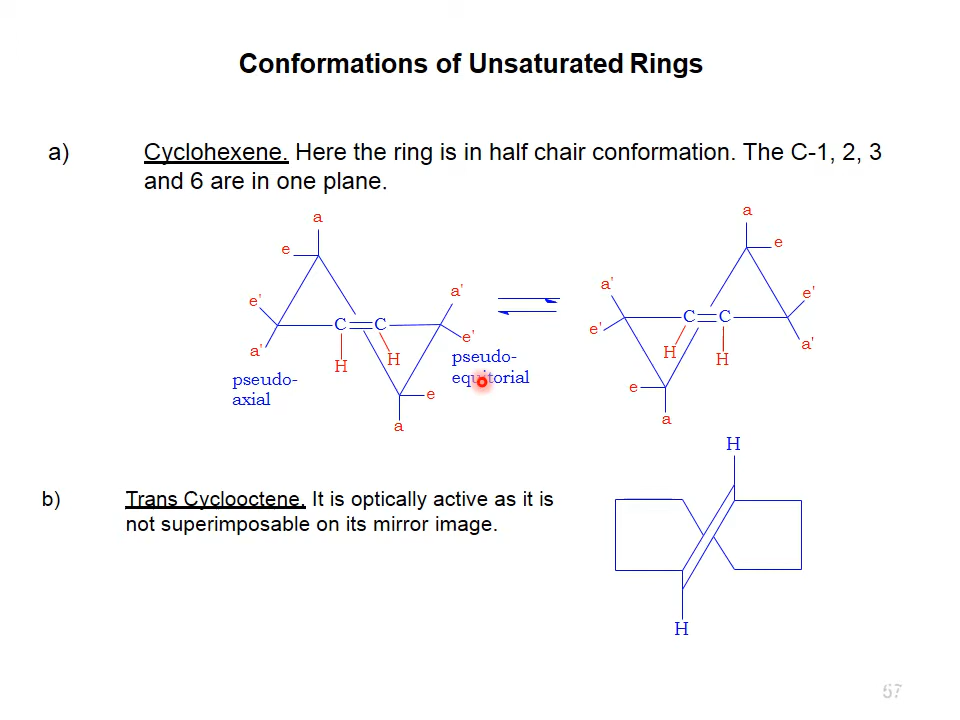 Conformations of Unsaturated Rings
a) Cyclohexene. Here the ring is in half chair conformation. The C-1, 2, 3
and 6 are in one plane.
a
e
e'
a'
C
C
H
H
a'
e'
e
a
pseudo-
axial
pseudo-
equitorial
a
e
a'
e'
e'
a'
C
C
H
H
e
a
b) Trans Cyclooctene. It is optically active as it is
not superimposable on its mirror image.
H
H
57